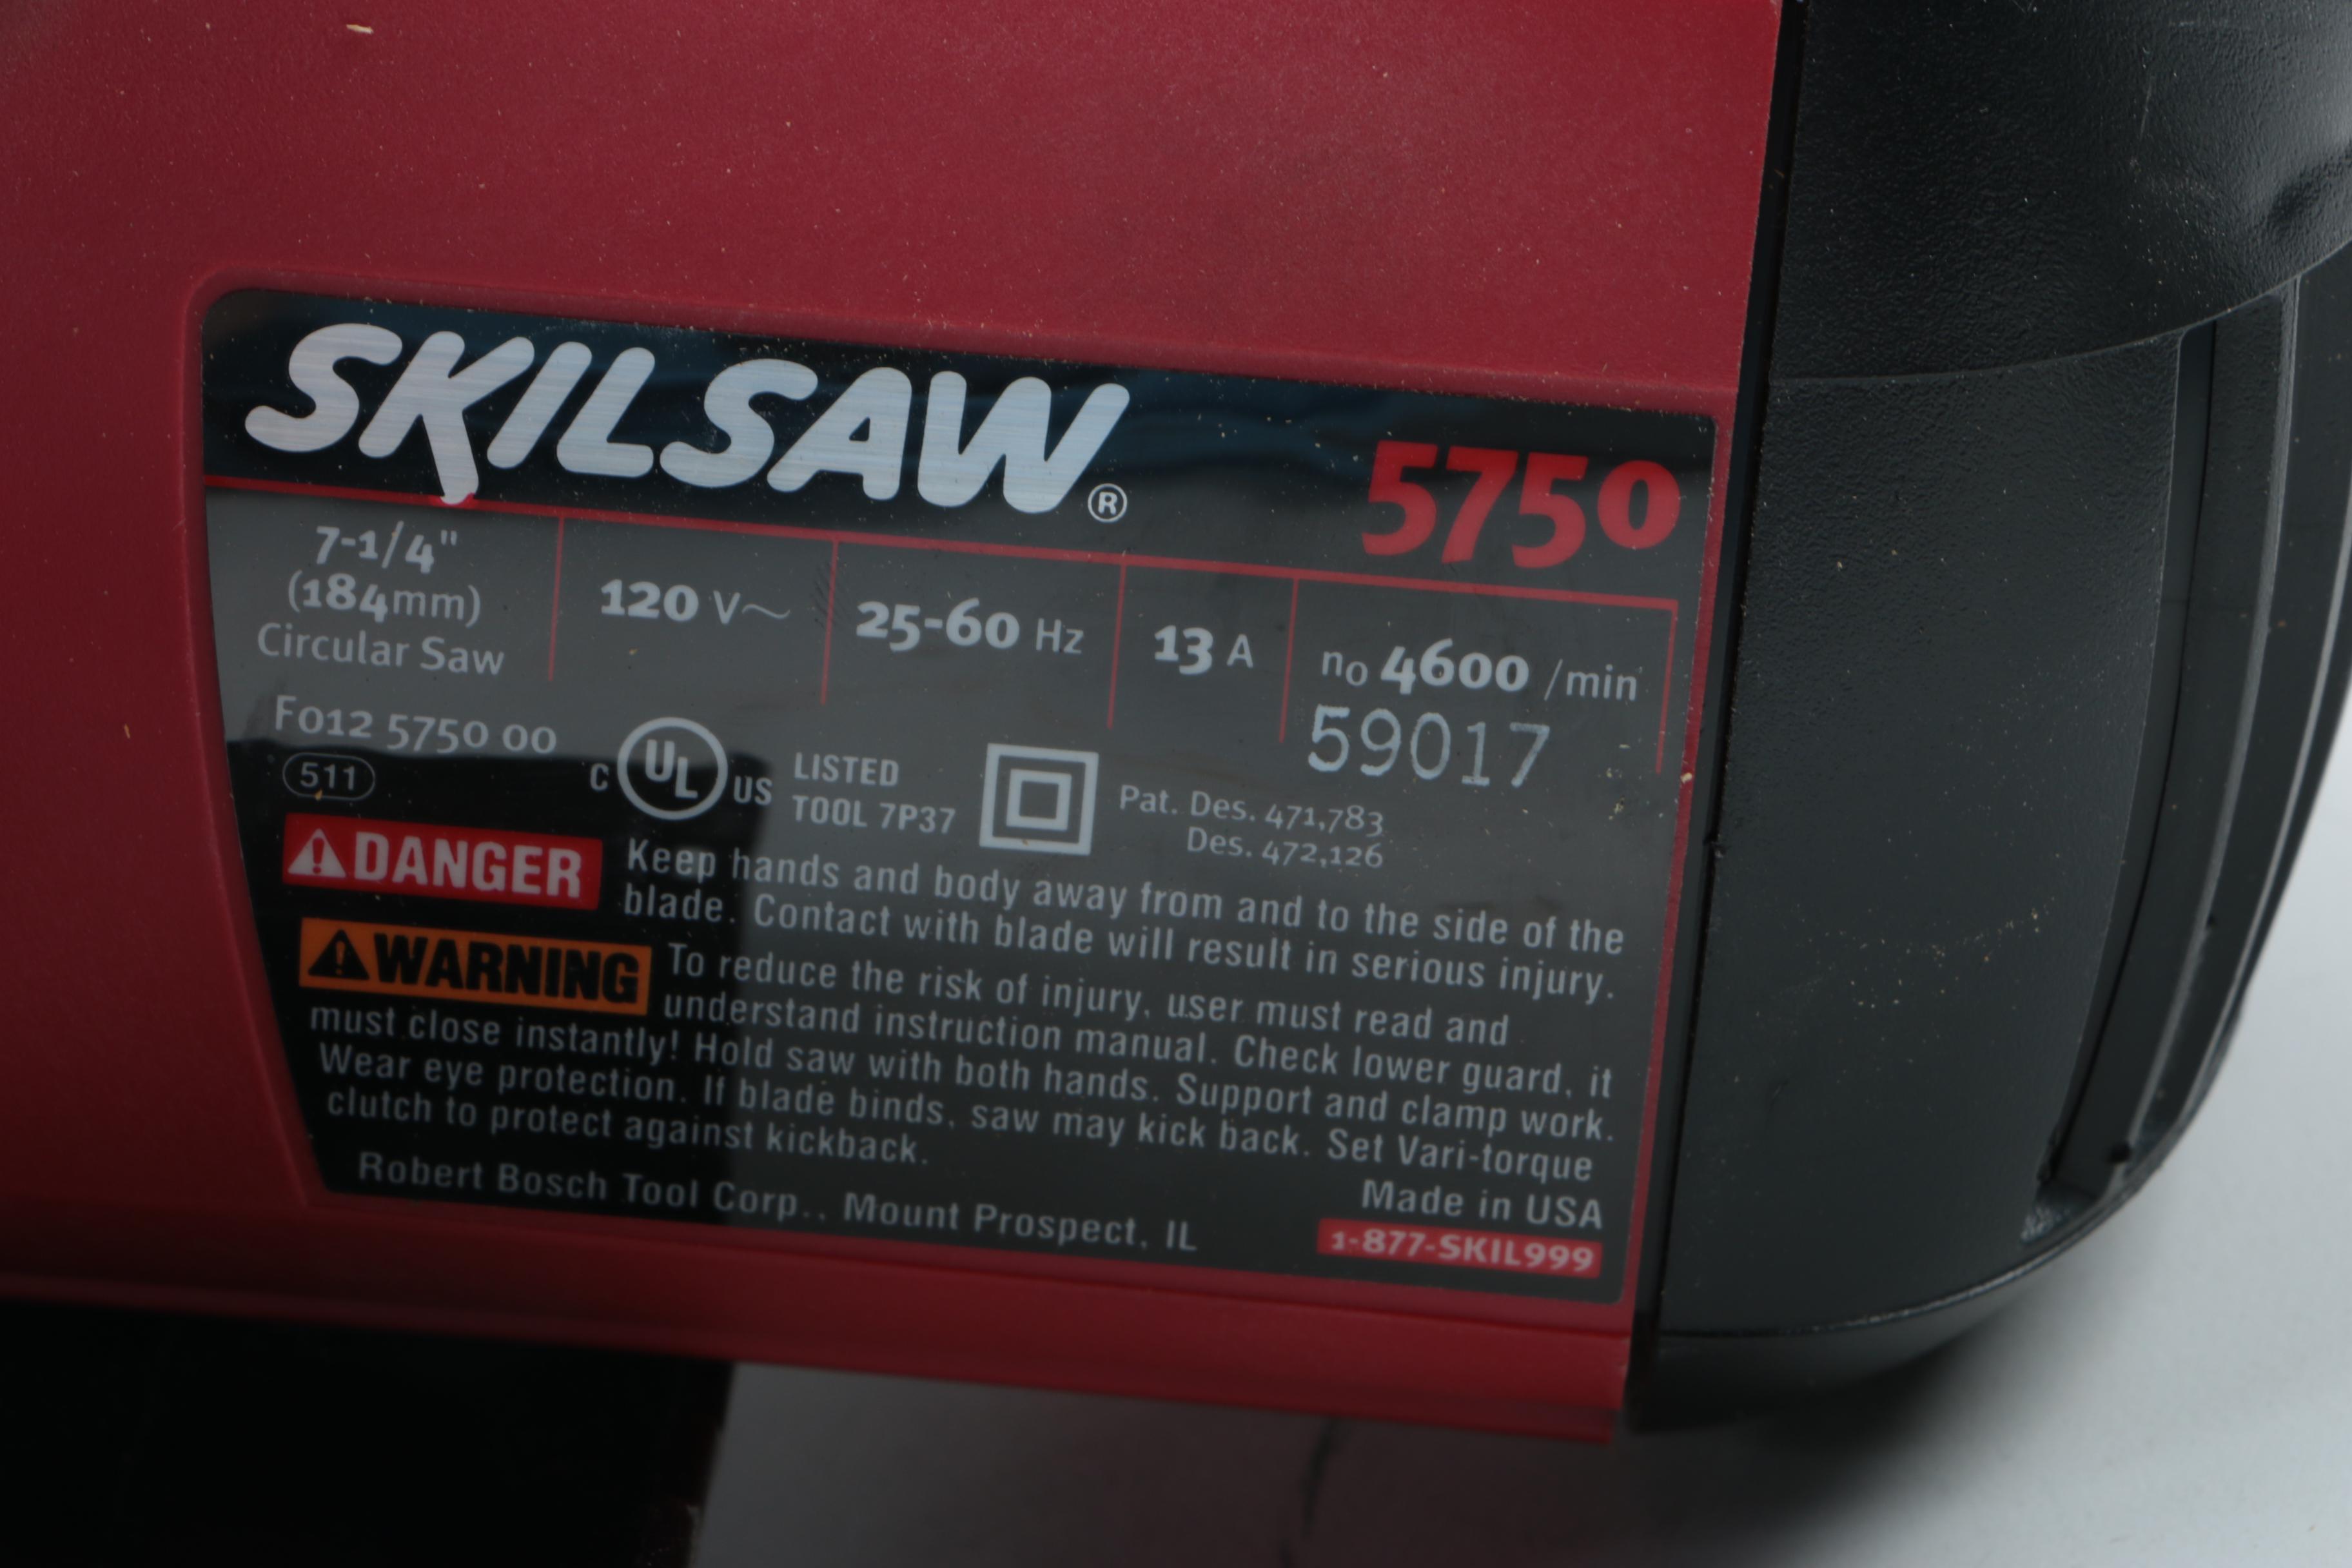 SKILSAW®
5750
7-1/4"
(184mm)
Circular Saw
120 V~
25-60 Hz
13 A
no 4600 /min
59017
F012 5750 00
511
C UL US
LISTED
TOOL 7P37
Pat. Des. 471,783
Des. 472,126
DANGER Keep hands and body away from and to the side of the
blade. Contact with blade will result in serious injury.
WARNING To reduce the risk of injury, user must read and
understand instruction manual. Check lower guard, it
must close instantly! Hold saw with both hands. Support and clamp work.
Wear eye protection. If blade binds, saw may kick back. Set Vari-torque
clutch to protect against kickback.
Robert Bosch Tool Corp., Mount Prospect, IL
Made in USA
1-877-SKIL999